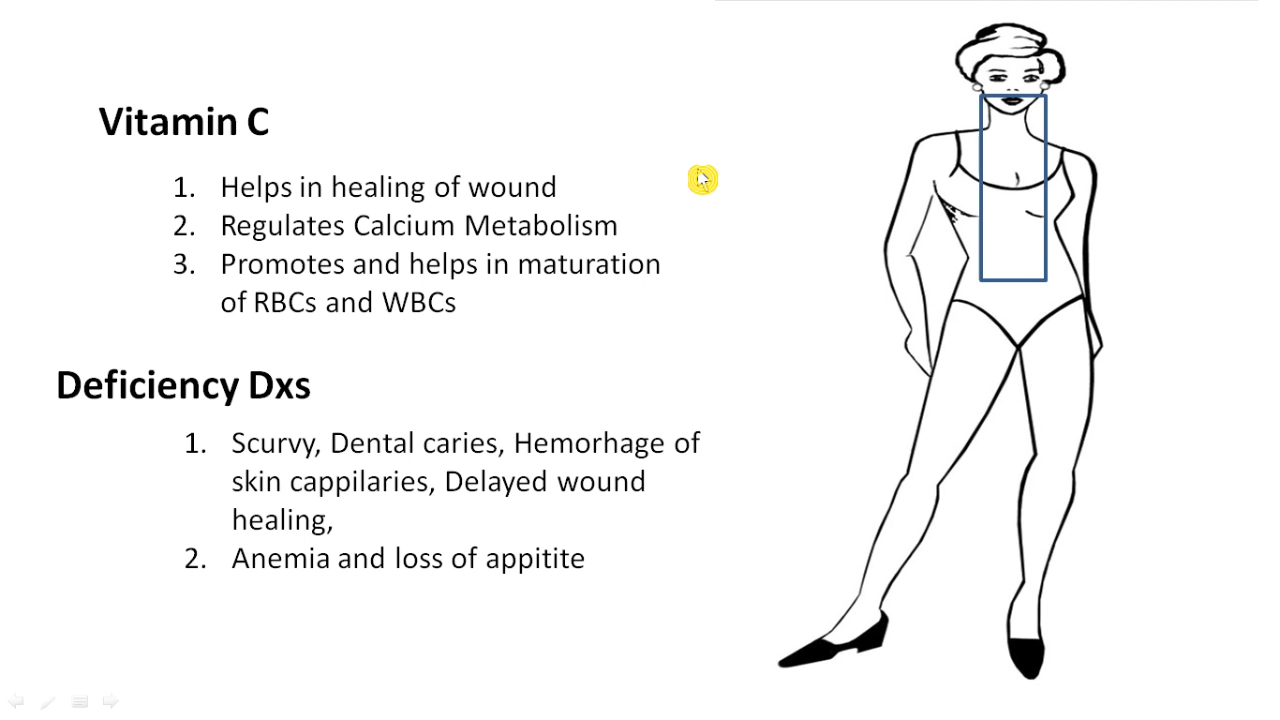 Vitamin C
1. Helps in healing of wound
2. Regulates Calcium Metabolism
3. Promotes and helps in maturation
of RBCs and WBCs
Deficiency Dxs
1. Scurvy, Dental caries, Hemorhage of
skin cappilaries, Delayed wound
healing,
2. Anemia and loss of appitite